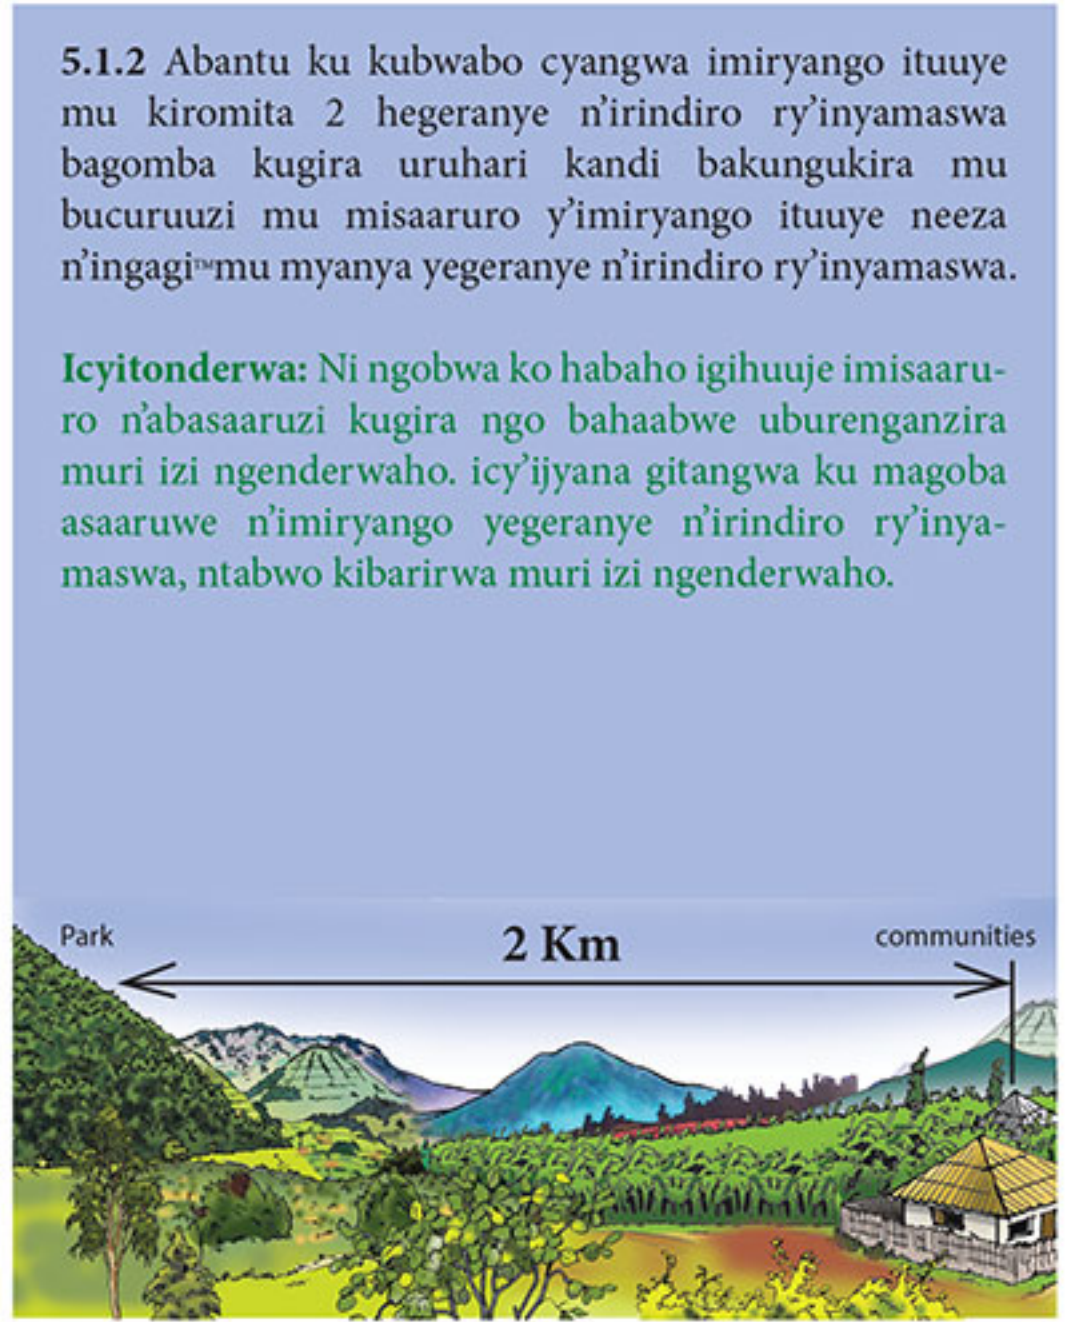 5.1.2 Abantu ku kubwabo cyangwa imiryango ituuye
mu kiromita 2 hegeranye n’irindiro ry’inyamaswa
bagomba kugira uruhari kandi bakungukira mu
bucuruuzi mu misaaruro y’imiryango ituuye neeza
n’ingagi™mu myanya yegeranye n’irindiro ry’inyamaswa.
Icyitonderwa: Ni ngobwa ko habaho igihuuje imisaaru-
ro n’abasaaruzi kugira ngo bahaabwe uburenganzira
muri izi ngenderwaho. icy’ijyana gitangwa ku magoba
asaaruwe n’imiryango yegeranye n’irindiro ry’inya-
maswa, ntabwo kibarirwa muri izi ngenderwaho.
Park
2 Km
communities